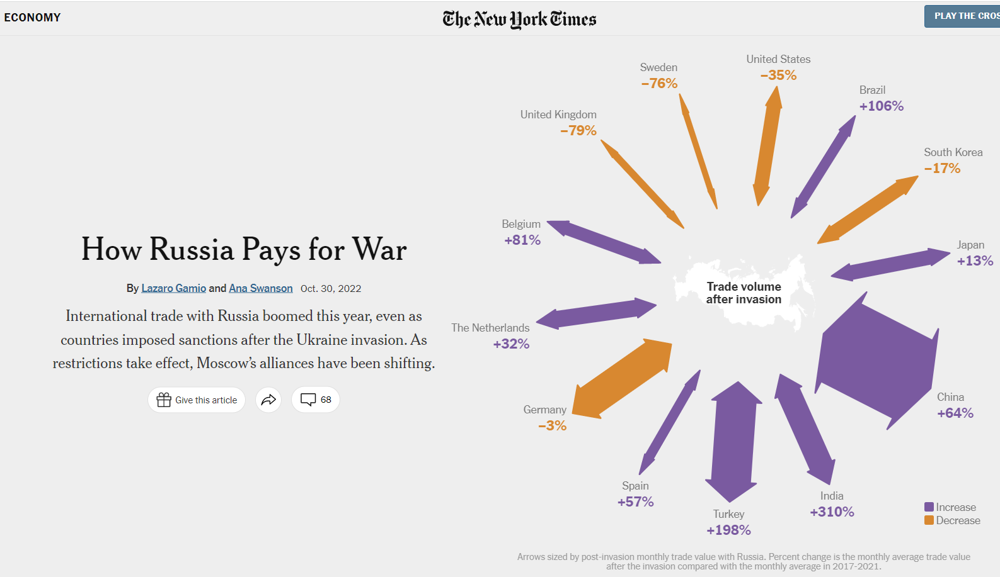 ECONOMY
The New York Times
PLAY THE CROS
How Russia Pays for War
By Lazaro Gamio and Ana Swanson Oct. 30, 2022
International trade with Russia boomed this year, even as
countries imposed sanctions after the Ukraine invasion. As
restrictions take effect, Moscow’s alliances have been shifting.
Give this article
68
United States
−35%
Sweden
−76%
Brazil
+106%
United Kingdom
−79%
South Korea
−17%
Belgium
+81%
Japan
+13%
Trade volume
after invasion
The Netherlands
+32%
Germany
−3%
China
+64%
Spain
+57%
Turkey
+198%
India
+310%
Increase
Decrease
Arrows sized by post-invasion monthly trade value with Russia. Percent change is the monthly average trade value
after the invasion compared with the monthly average in 2017-2021.